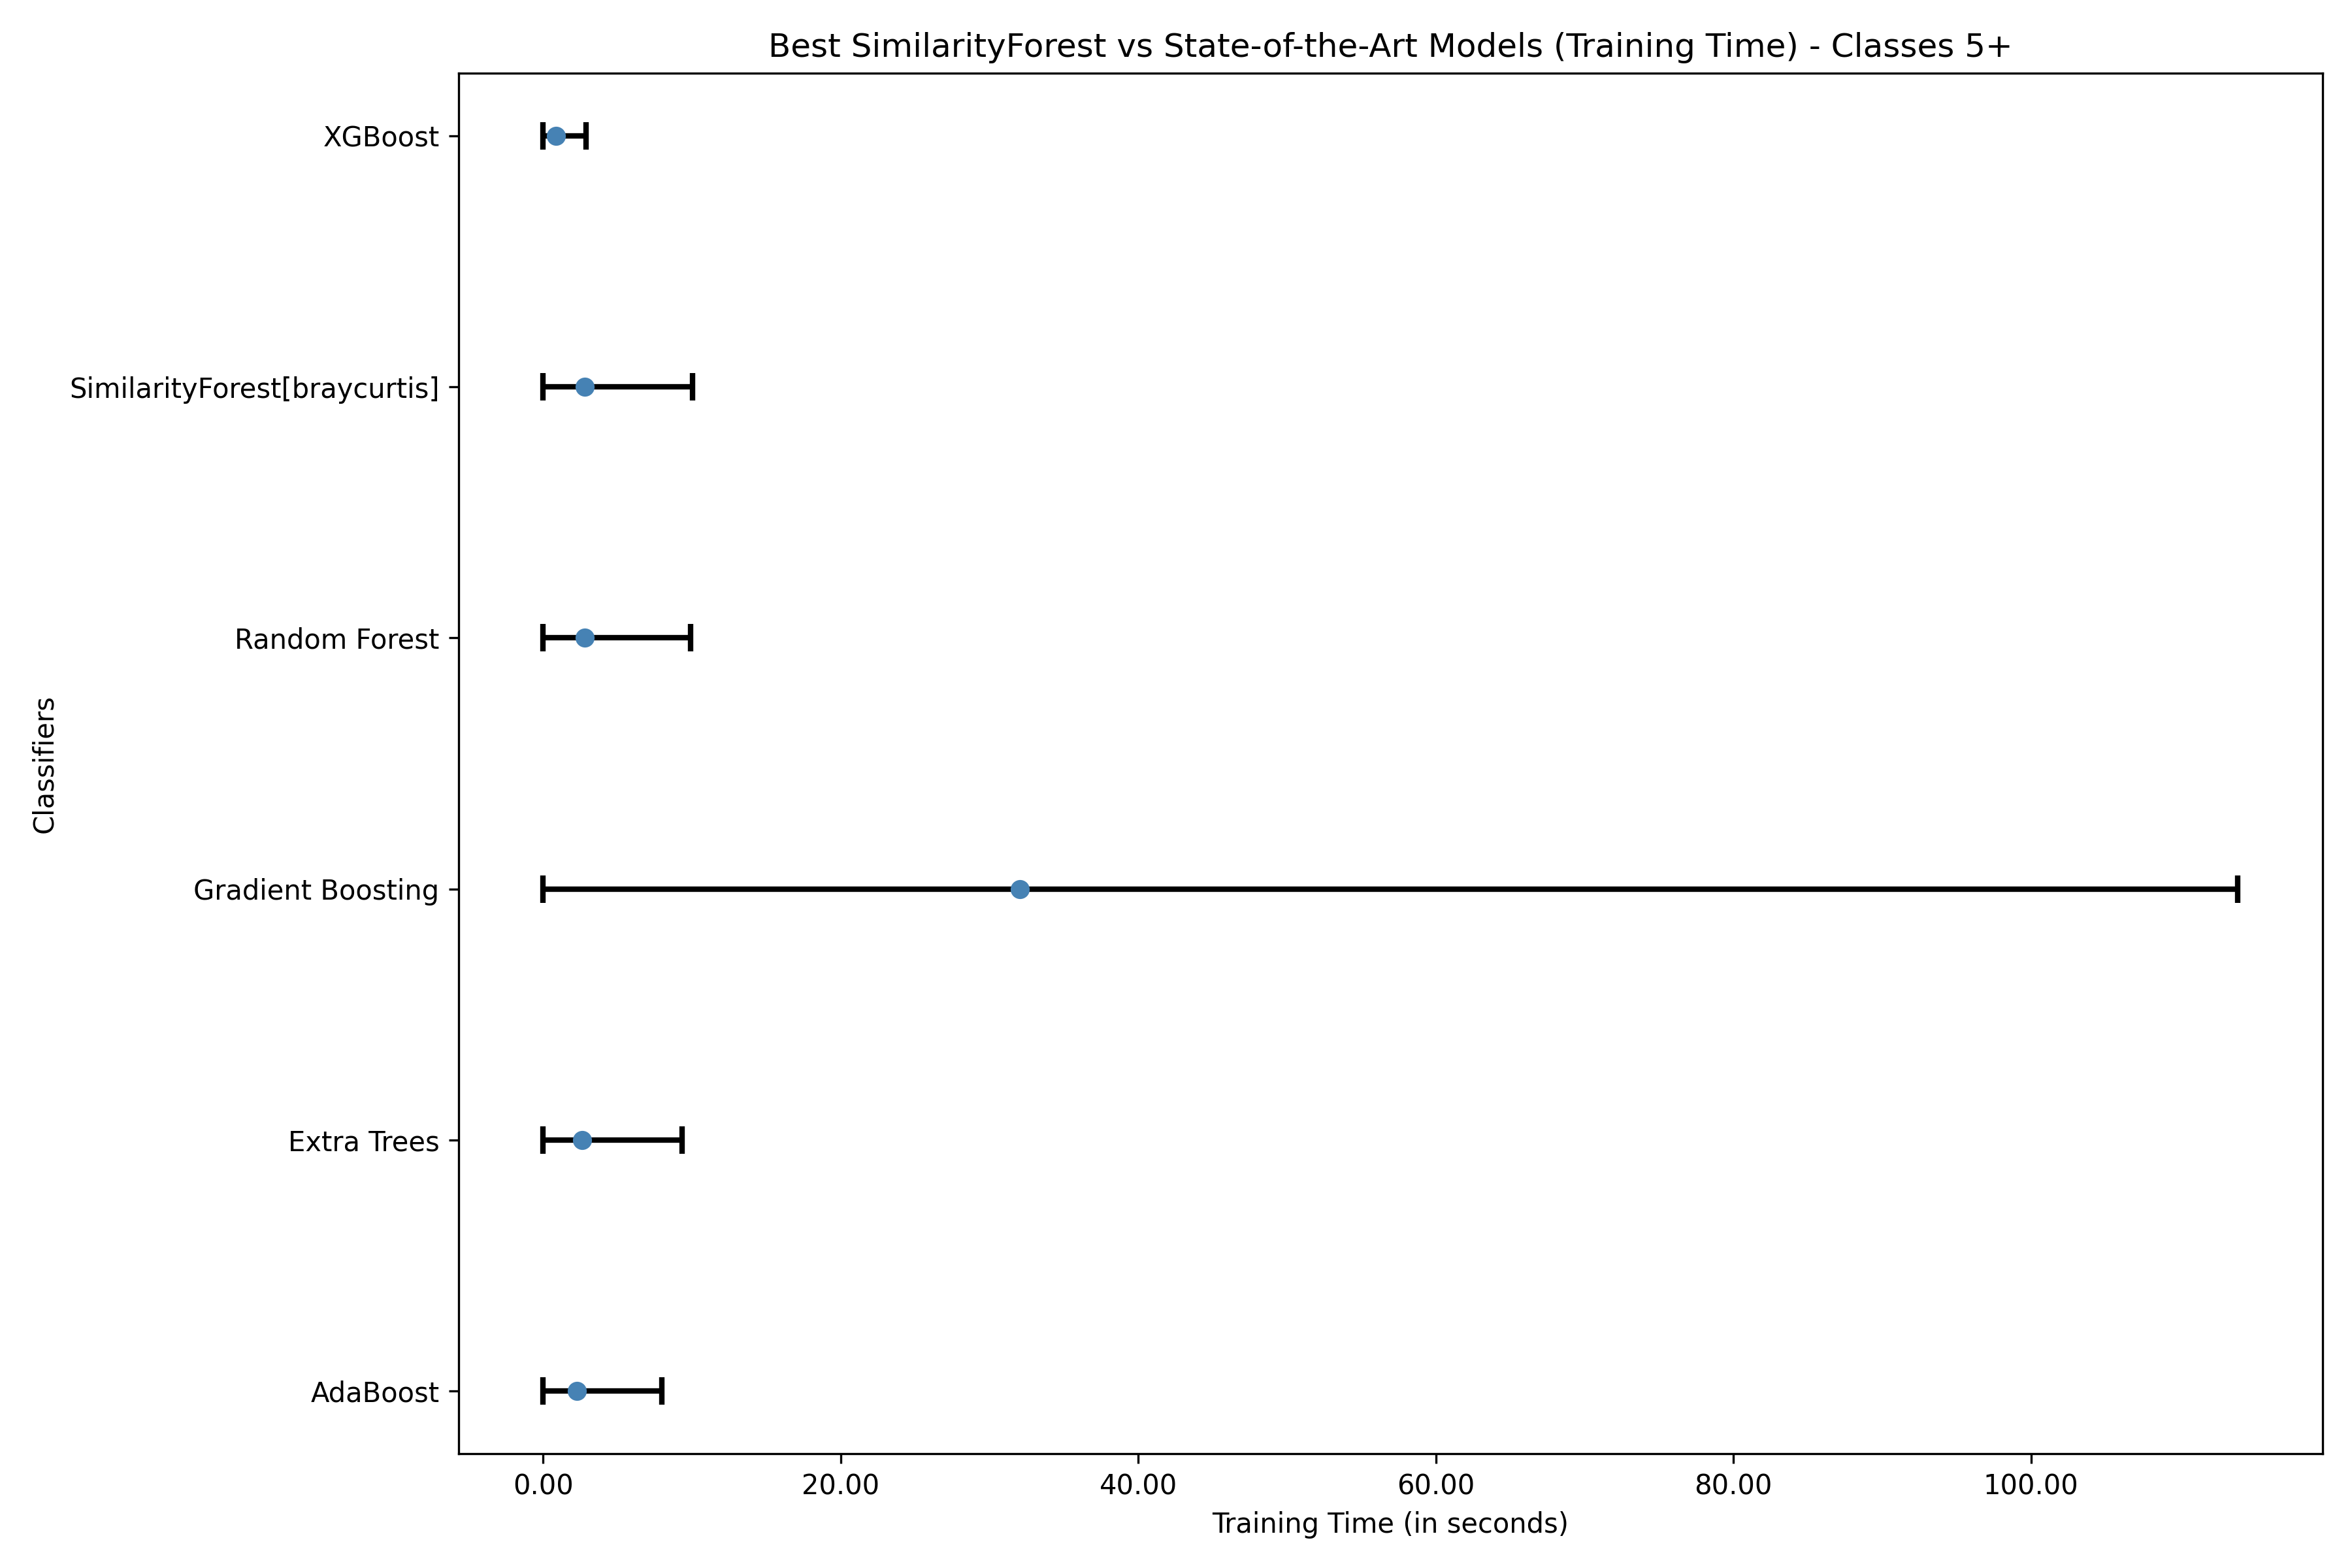 Best SimilarityForest vs State-of-the-Art Models (Training Time) - Classes 5+
XGBoost
SimilarityForest[braycurtis]
Random Forest
Gradient Boosting
Extra Trees
AdaBoost
Classifiers
0.00 20.00 40.00 60.00 80.00 100.00
Training Time (in seconds)